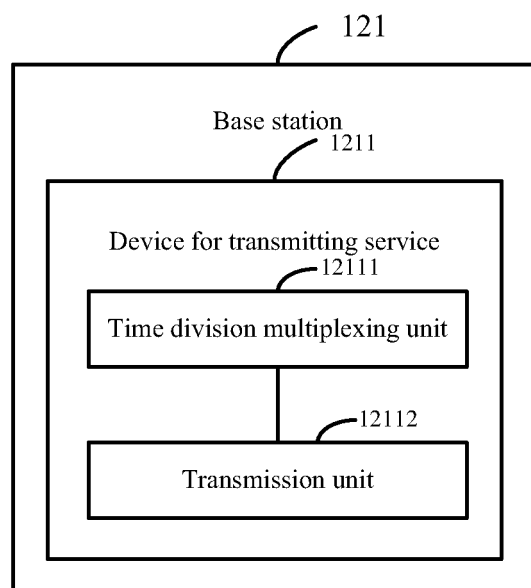 121
Base station
1211
Device for transmitting service
12111
Time division multiplexing unit
12112
Transmission unit